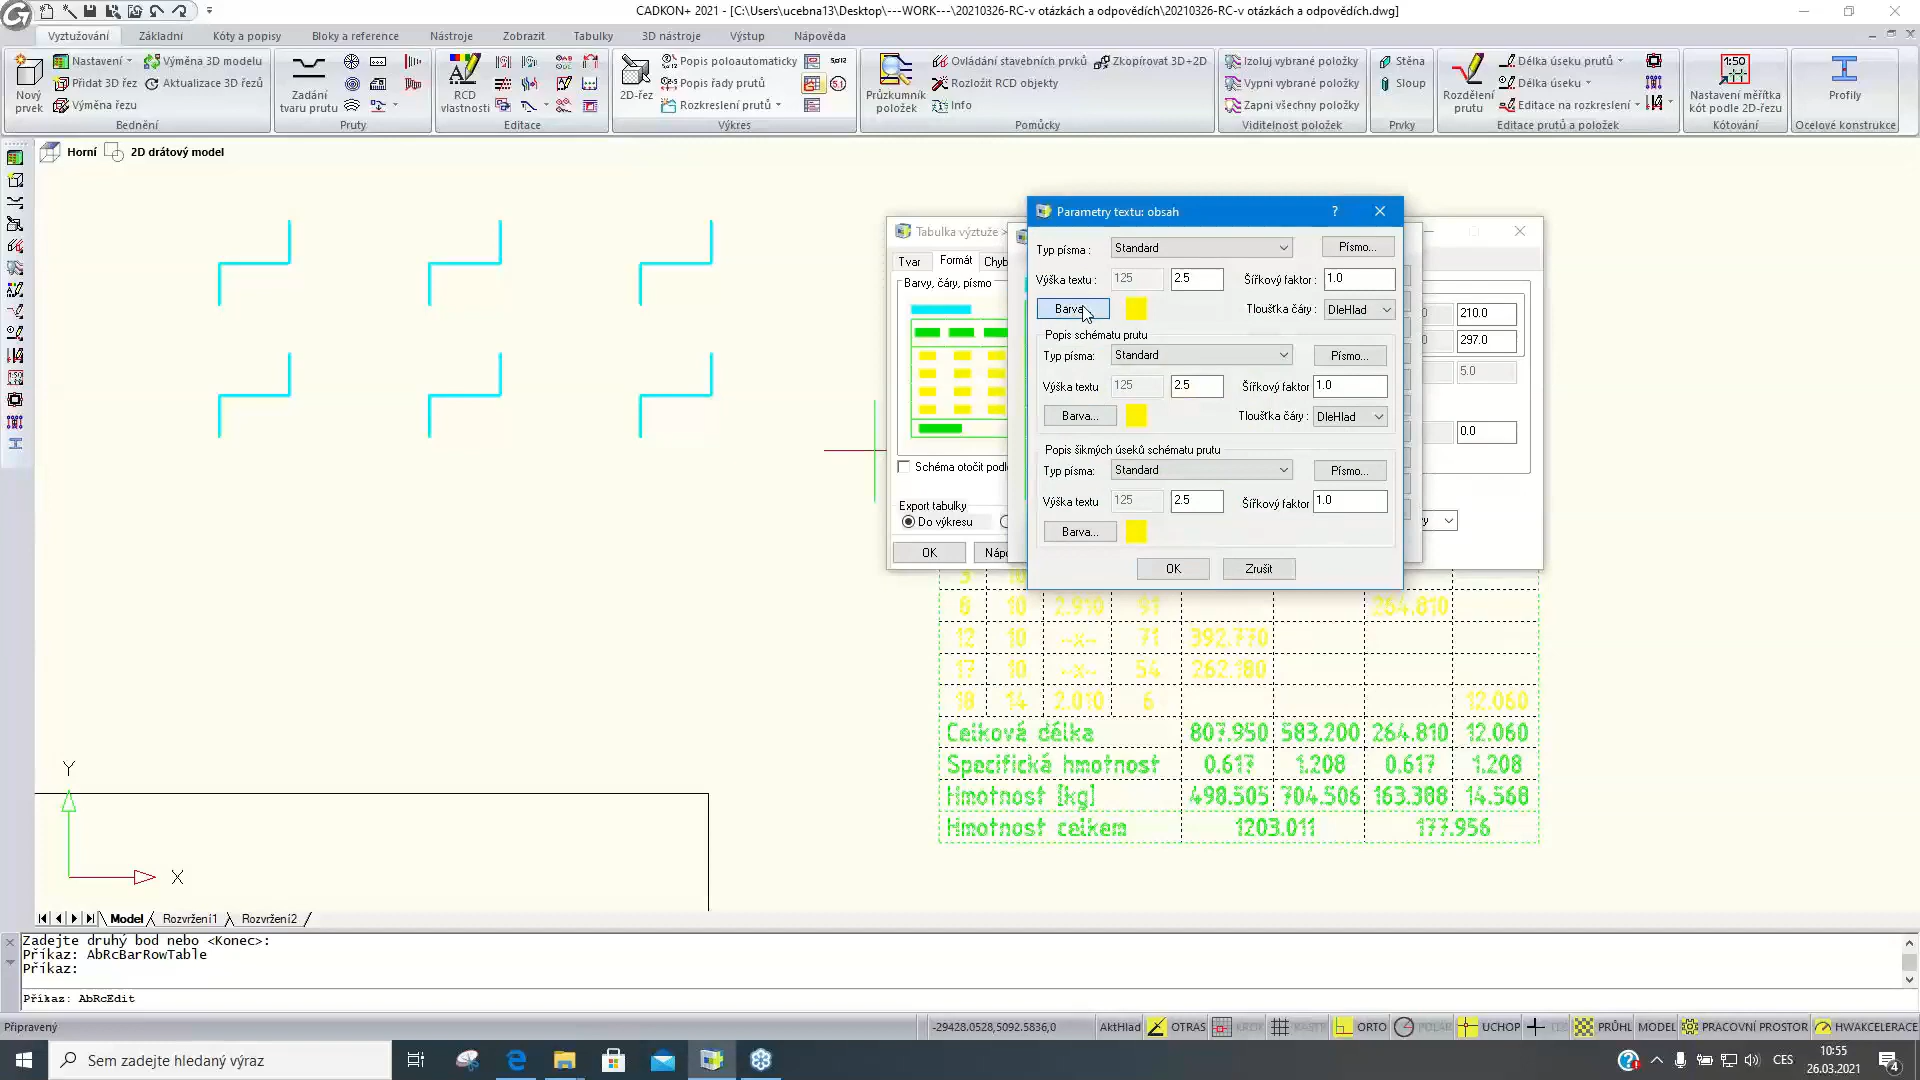 CADKON+ 2021 - [C:\Users\ucebna13\Desktop\---WORK---\20210326-RC-v otázkách a odpovědích\20210326-RC-v otázkách a odpovědích.dwg]
Vyztužování Základní Kóty a popisy Bloky a reference Nástroje Zobrazit Tabulky 3D nástroje Výstup Nápověda
Nový prvek
Nastavení
Přidat 3D řez
Výměna řezu
Výměna 3D modelu
Aktualizace 3D řezů
Bednění
Zadání tvaru prutu
Pruty
RCD vlastnosti
Editace
2D-řez
Popis poloautomaticky
Popis řady prutů
Rozkreslení prutů
Výkres
Průzkumník položek
Ovládání stavebních prvků
Zkopírovat 3D+2D
Rozložit RCD objekty
Info
Pomůcky
Izoluj vybrané položky
Vypni vybrané položky
Zapni všechny položky
Viditelnost položek
Stěna
Sloup
Prvky
Rozdělení prutu
Délka úseku prutů
Délka úseku
Editace na rozkreslení
Editace prutů a položek
1:50
Nastavení měřítka kót podle 2D-řezu
Kótování
Profily
Ocelové konstrukce
Horní 2D drátový model
Tabulka výztuže >
Tvar Formát Chyb
Barvy, čáry, písmo
Schéma otočit podl
Export tabulky
Do výkresu
OK Nápo
210.0
297.0
5.0
0.0
Parametry textu: obsah
Typ písma : Standard Písmo...
Výška textu : 125 2.5 Šířkový faktor : 1.0
Barva... Tloušťka čáry : DleHlad
Popis schématu prutu
Typ písma: Standard Písmo...
Výška textu 125 2.5 Šířkový faktor 1.0
Barva... Tloušťka čáry : DleHlad
Popis šikmých úseků schématu prutu
Typ písma: Standard Písmo...
Výška textu 125 2.5 Šířkový faktor 1.0
Barva...
OK Zrušit
8 10 2.910 91 264.810
12 10 -x- 71 392.770
17 10 -x- 54 262.180
18 14 2.010 6 12.060
Celková délka 807.950 583.200 264.810 12.060
Specifická hmotnost 0.617 1.208 0.617 1.208
Hmotnost [kg] 498.505 704.506 163.388 14.568
Hmotnost celkem 1203.011 177.956
Y
X
Model Rozvržení1 Rozvržení2
Zadejte druhý bod nebo <Konec>:
Příkaz: AbRcBarRowTable
Příkaz:
Příkaz: AbRcEdit
Připravený -29428.0528,5092.5836,0 AktHlad OTRAS KROK RASTR ORTO POLAR UCHOP PRŮHL MODEL PRACOVNÍ PROSTOR HWAKCELERACE
Sem zadejte hledaný výraz
CES
10:55
26.03.2021
4